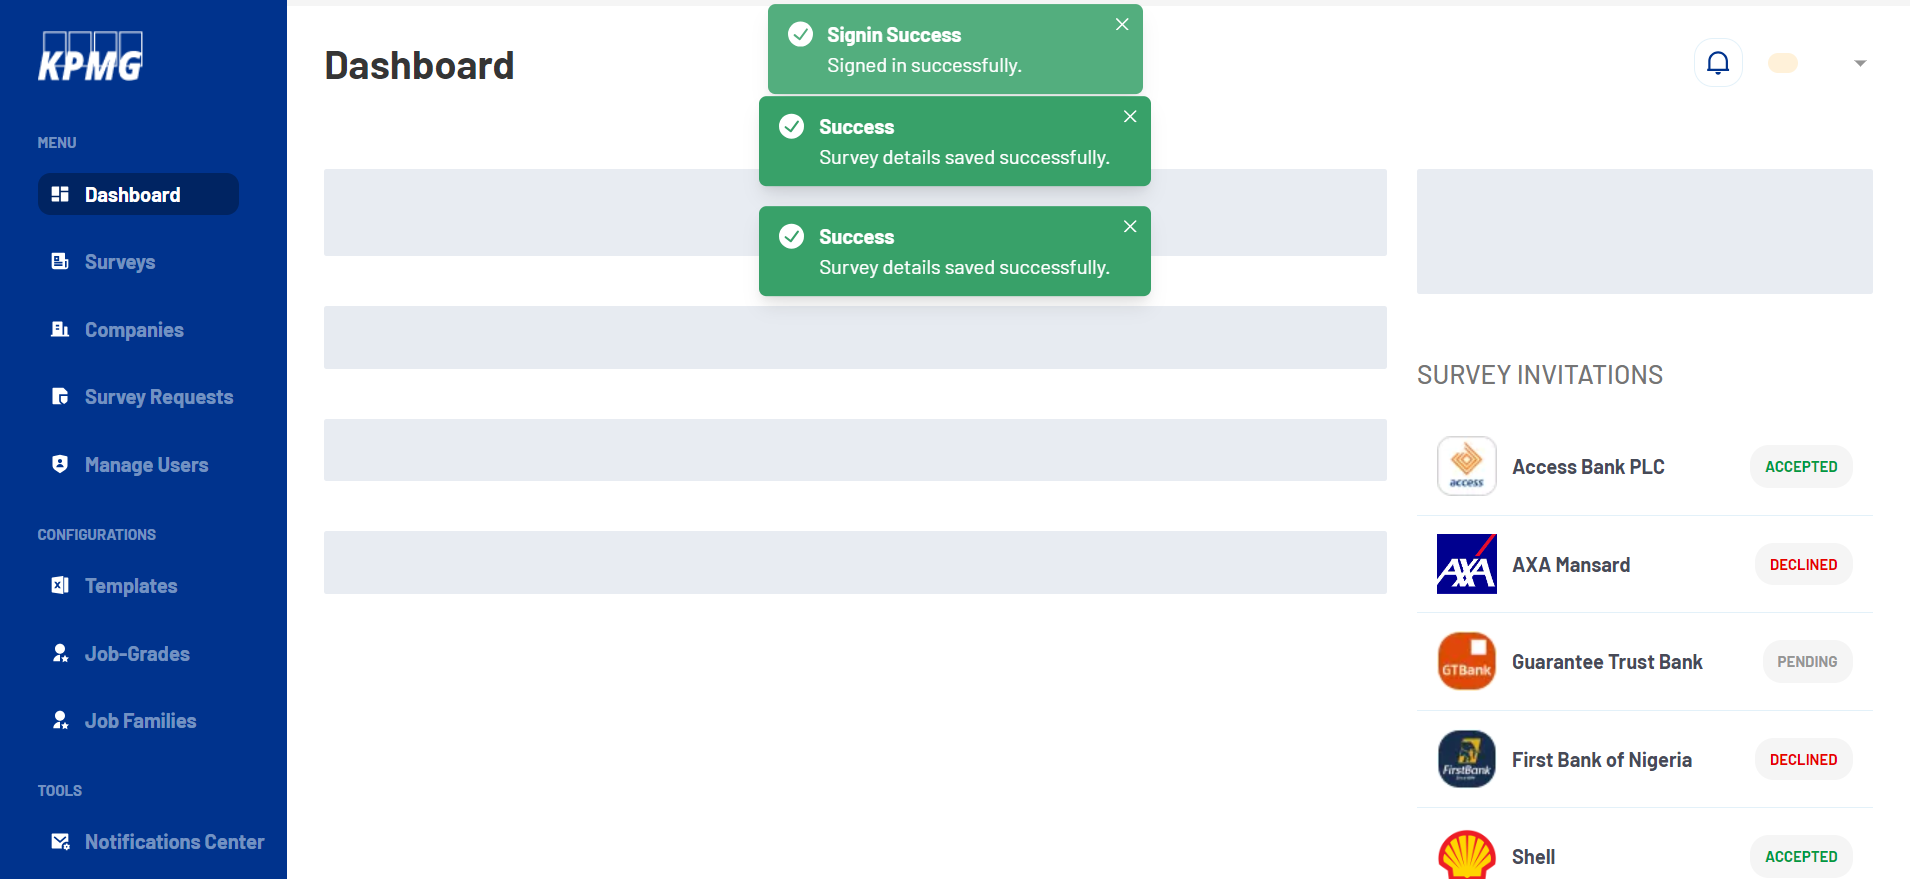 KPMG
MENU
Dashboard
Surveys
Companies
Survey Requests
Manage Users
CONFIGURATIONS
Templates
Job-Grades
Job Families
TOOLS
Notifications Center
Dashboard
Signin Success
Signed in successfully.
Success
Survey details saved successfully.
Success
Survey details saved successfully.
SURVEY INVITATIONS
access
Access Bank PLC
ACCEPTED
AXA
AXA Mansard
DECLINED
GTBank
Guarantee Trust Bank
PENDING
FirstBank
First Bank of Nigeria
DECLINED
Shell
ACCEPTED